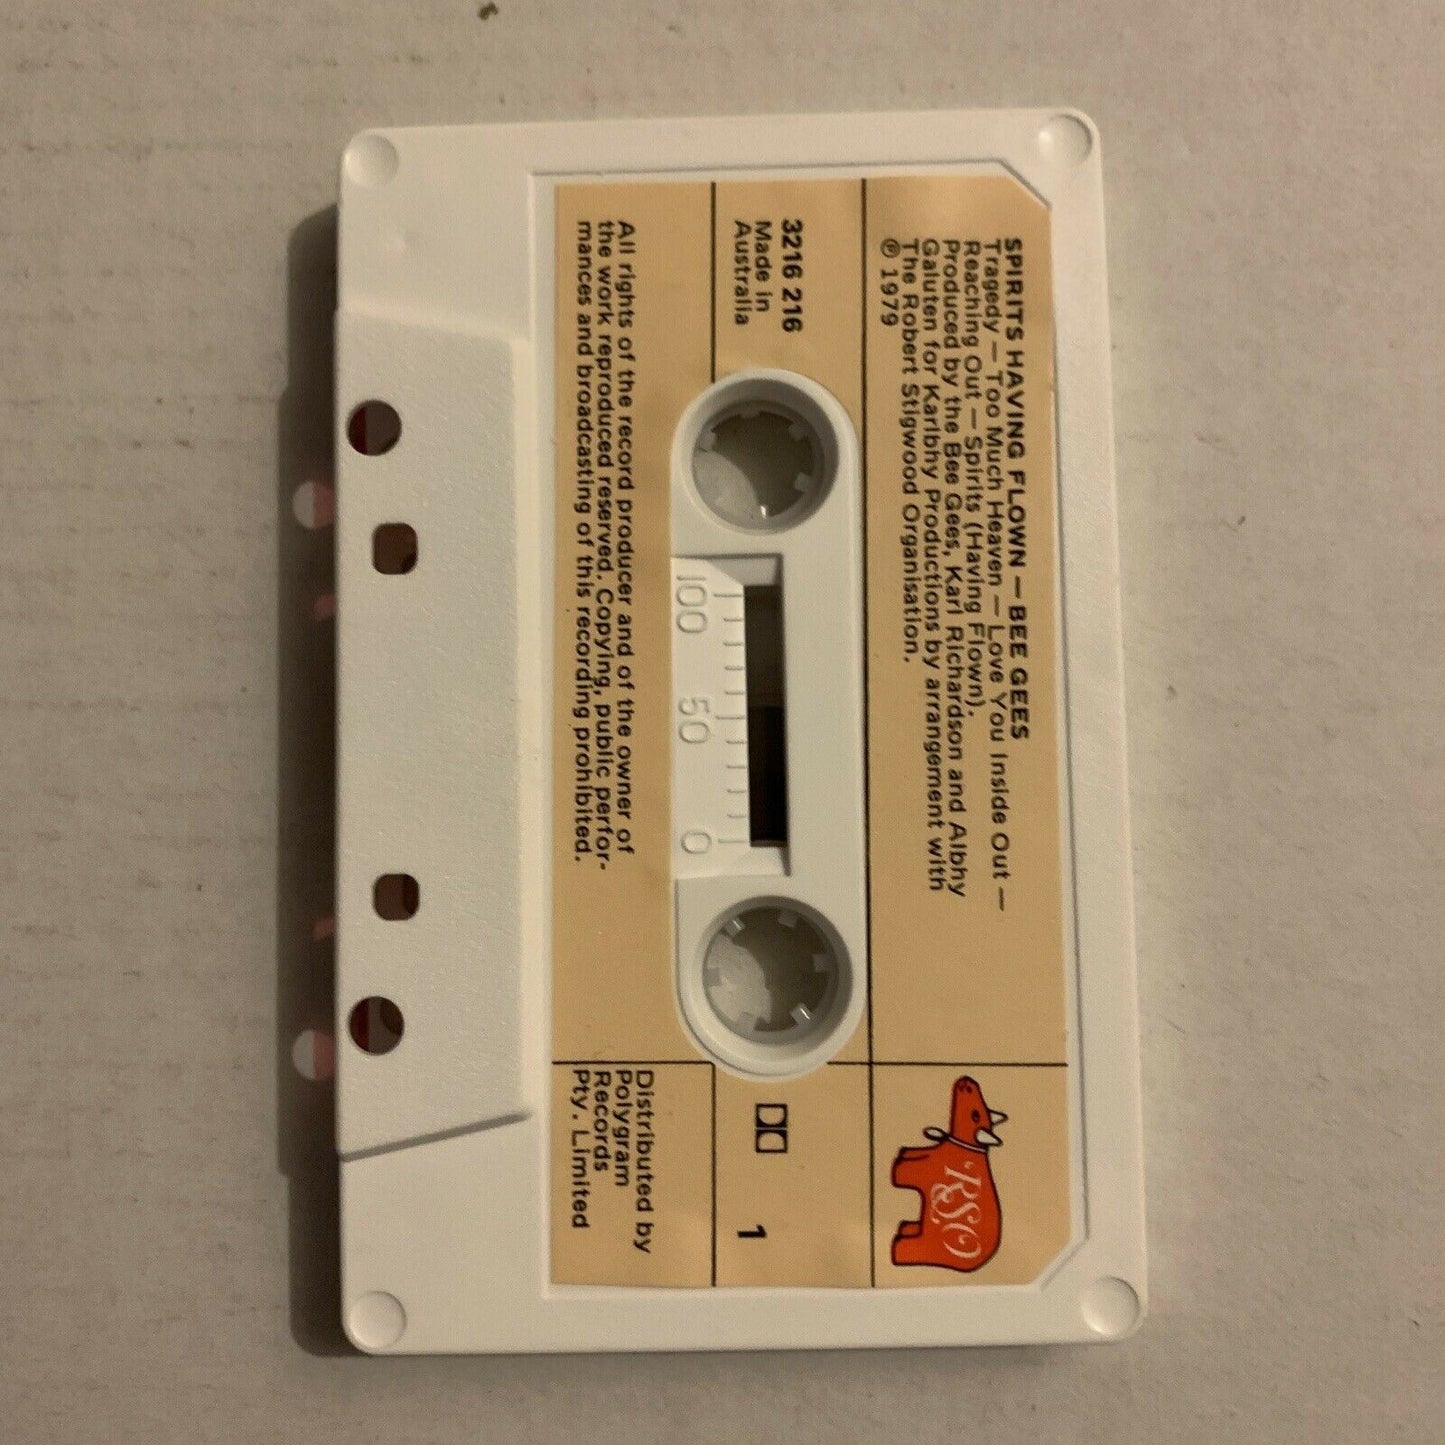 SPIRITS HAVING FLOWN — BEE GEES
Tragedy — Too Much Heaven — Love You Inside Out —
Reaching Out — Spirits (Having Flown).
Produced by the Bee Gees, Karl Richardson and Albhy
Galuten for Karlbhy Productions by arrangement with
The Robert Stigwood Organisation.
℗ 1979
RSO
3216 216
Made in
Australia
1
100 50 0
All rights of the record producer and of the owner of
the work reproduced reserved. Copying, public perfor-
mances and broadcasting of this recording prohibited.
Distributed by
Polygram
Records
Pty. Limited